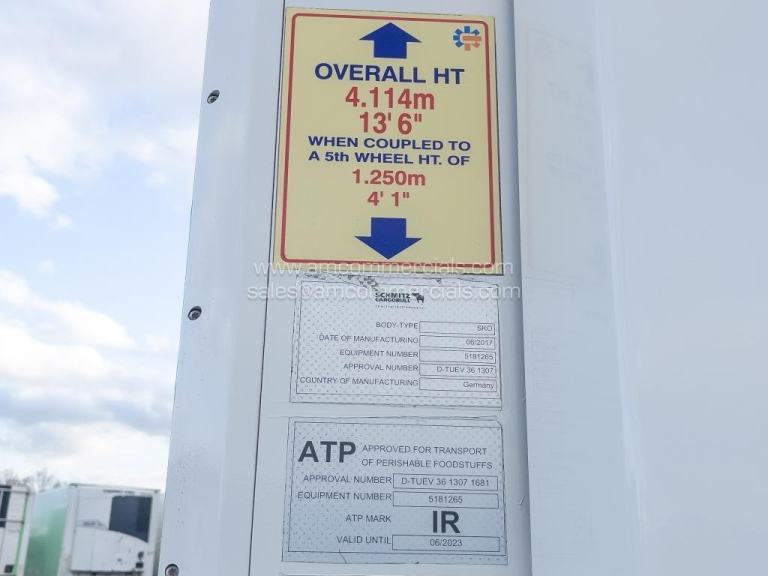 OVERALL HT
4.114m
13' 6"
WHEN COUPLED TO
A 5th WHEEL HT. OF
1.250m
4' 1"
www.amcommercials.com
sales@amcommercials.com
SCHMITZ
CARGOBULL
BODY-TYPE SKO
DATE OF MANUFACTURING 06/2017
EQUIPMENT NUMBER 5181265
APPROVAL NUMBER D-TUEV 36 1307
COUNTRY OF MANUFACTURING Germany
ATP APPROVED FOR TRANSPORT
OF PERISHABLE FOODSTUFFS
APPROVAL NUMBER D-TUEV 36 1307 1681
EQUIPMENT NUMBER 5181265
ATP MARK IR
VALID UNTIL 06/2023